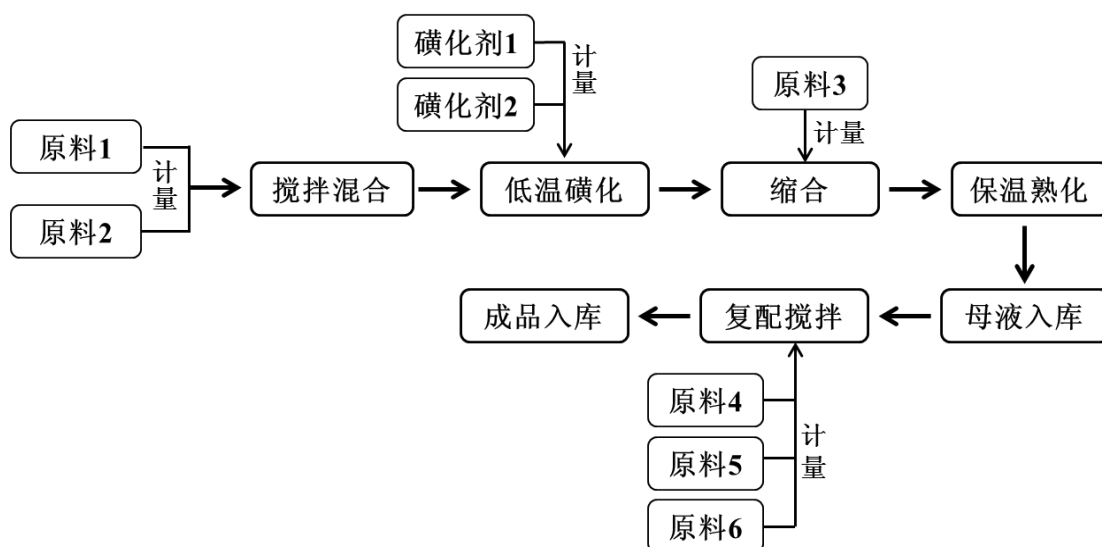 磺化剂1
磺化剂2
计量
原料3
计量
原料1
原料2
计量
搅拌混合
低温磺化
缩合
保温熟化
成品入库
复配搅拌
母液入库
原料4
原料5
原料6
计量